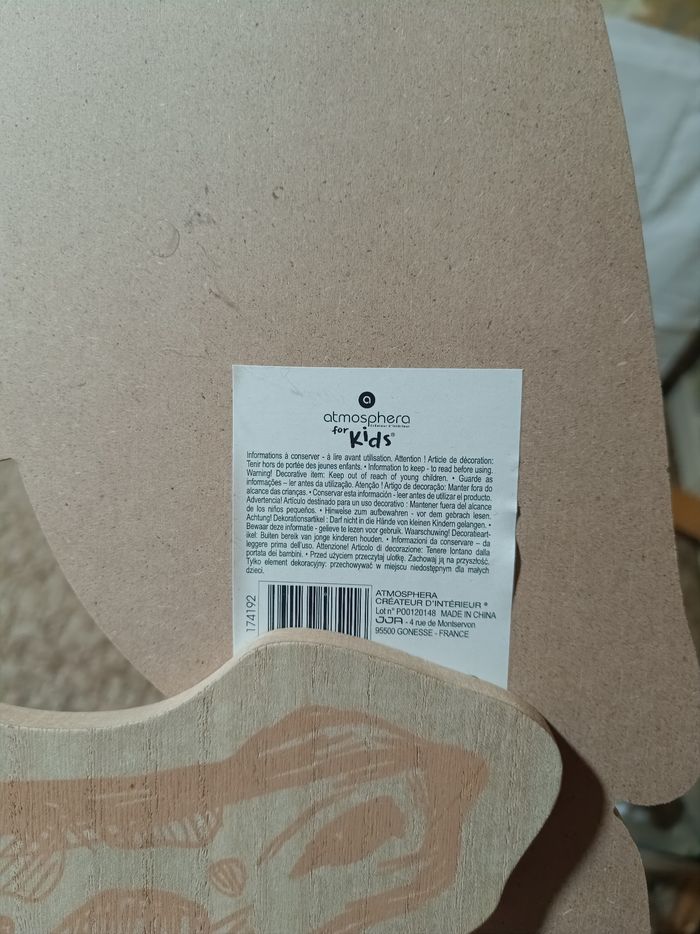 a
atmosphera
créateur d'intérieur
for
Kids®
Informations à conserver - à lire avant utilisation. Attention ! Article de décoration:
Tenir hors de portée des jeunes enfants. • Information to keep - to read before using.
Warning! Decorative item: Keep out of reach of young children. • Guarde as
informações – ler antes da utilização. Atenção ! Artigo de decoração: Manter fora do
alcance das crianças. • Conservar esta información - leer antes de utilizar el producto.
Advertencia! Artículo destinado para un uso decorativo : Mantener fuera del alcance
de los niños pequeños. • Hinweise zum aufbewahren - vor dem gebrach lesen.
Achtung! Dekorationsartikel : Darf nicht in die Hände von kleinen Kindern gelangen. •
Bewaar deze informatie - gelieve te lezen voor gebruik. Waarschuwing! Decoratieart-
ikel: Buiten bereik van jonge kinderen houden. • Informazioni da conservare – da
leggere prima dell'uso. Attenzione! Articolo di decorazione: Tenere lontano dalla
portata dei bambini. • Przed użyciem przeczytaj ulotkę. Zachowaj ją na przyszłość.
Tylko element dekoracyjny: przechowywać w miejscu niedostępnym dla małych
dzieci.
174192
ATMOSPHERA
CRÉATEUR D'INTÉRIEUR ®
Lot n° P00120148 MADE IN CHINA
JJA - 4 rue de Montservon
95500 GONESSE - FRANCE